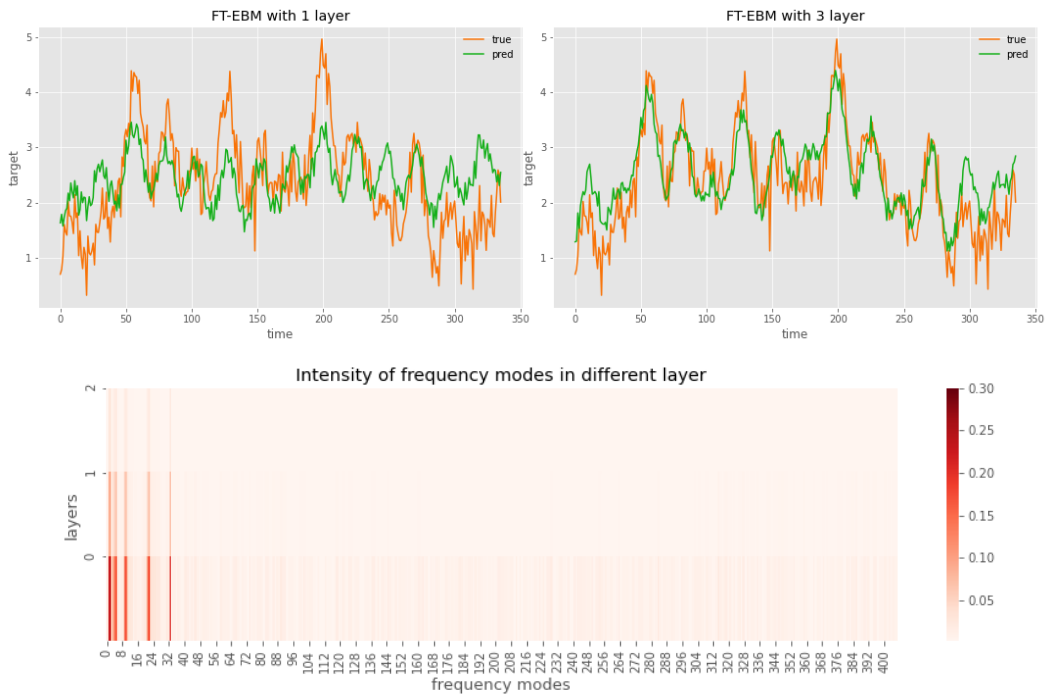 FT-EBM with 1 layer
true
pred
5
4
3
2
1
target
0 50 100 150 200 250 300 350
time
FT-EBM with 3 layer
true
pred
5
4
3
2
1
target
0 50 100 150 200 250 300 350
time
Intensity of frequency modes in different layer
2
1
0
layers
0 8 16 24 32 40 48 56 64 72 80 88 96 104 112 120 128 136 144 152 160 168 176 184 192 200 208 216 224 232 240 248 256 264 272 280 288 296 304 312 320 328 336 344 352 360 368 376 384 392 400
frequency modes
0.30
0.25
0.20
0.15
0.10
0.05